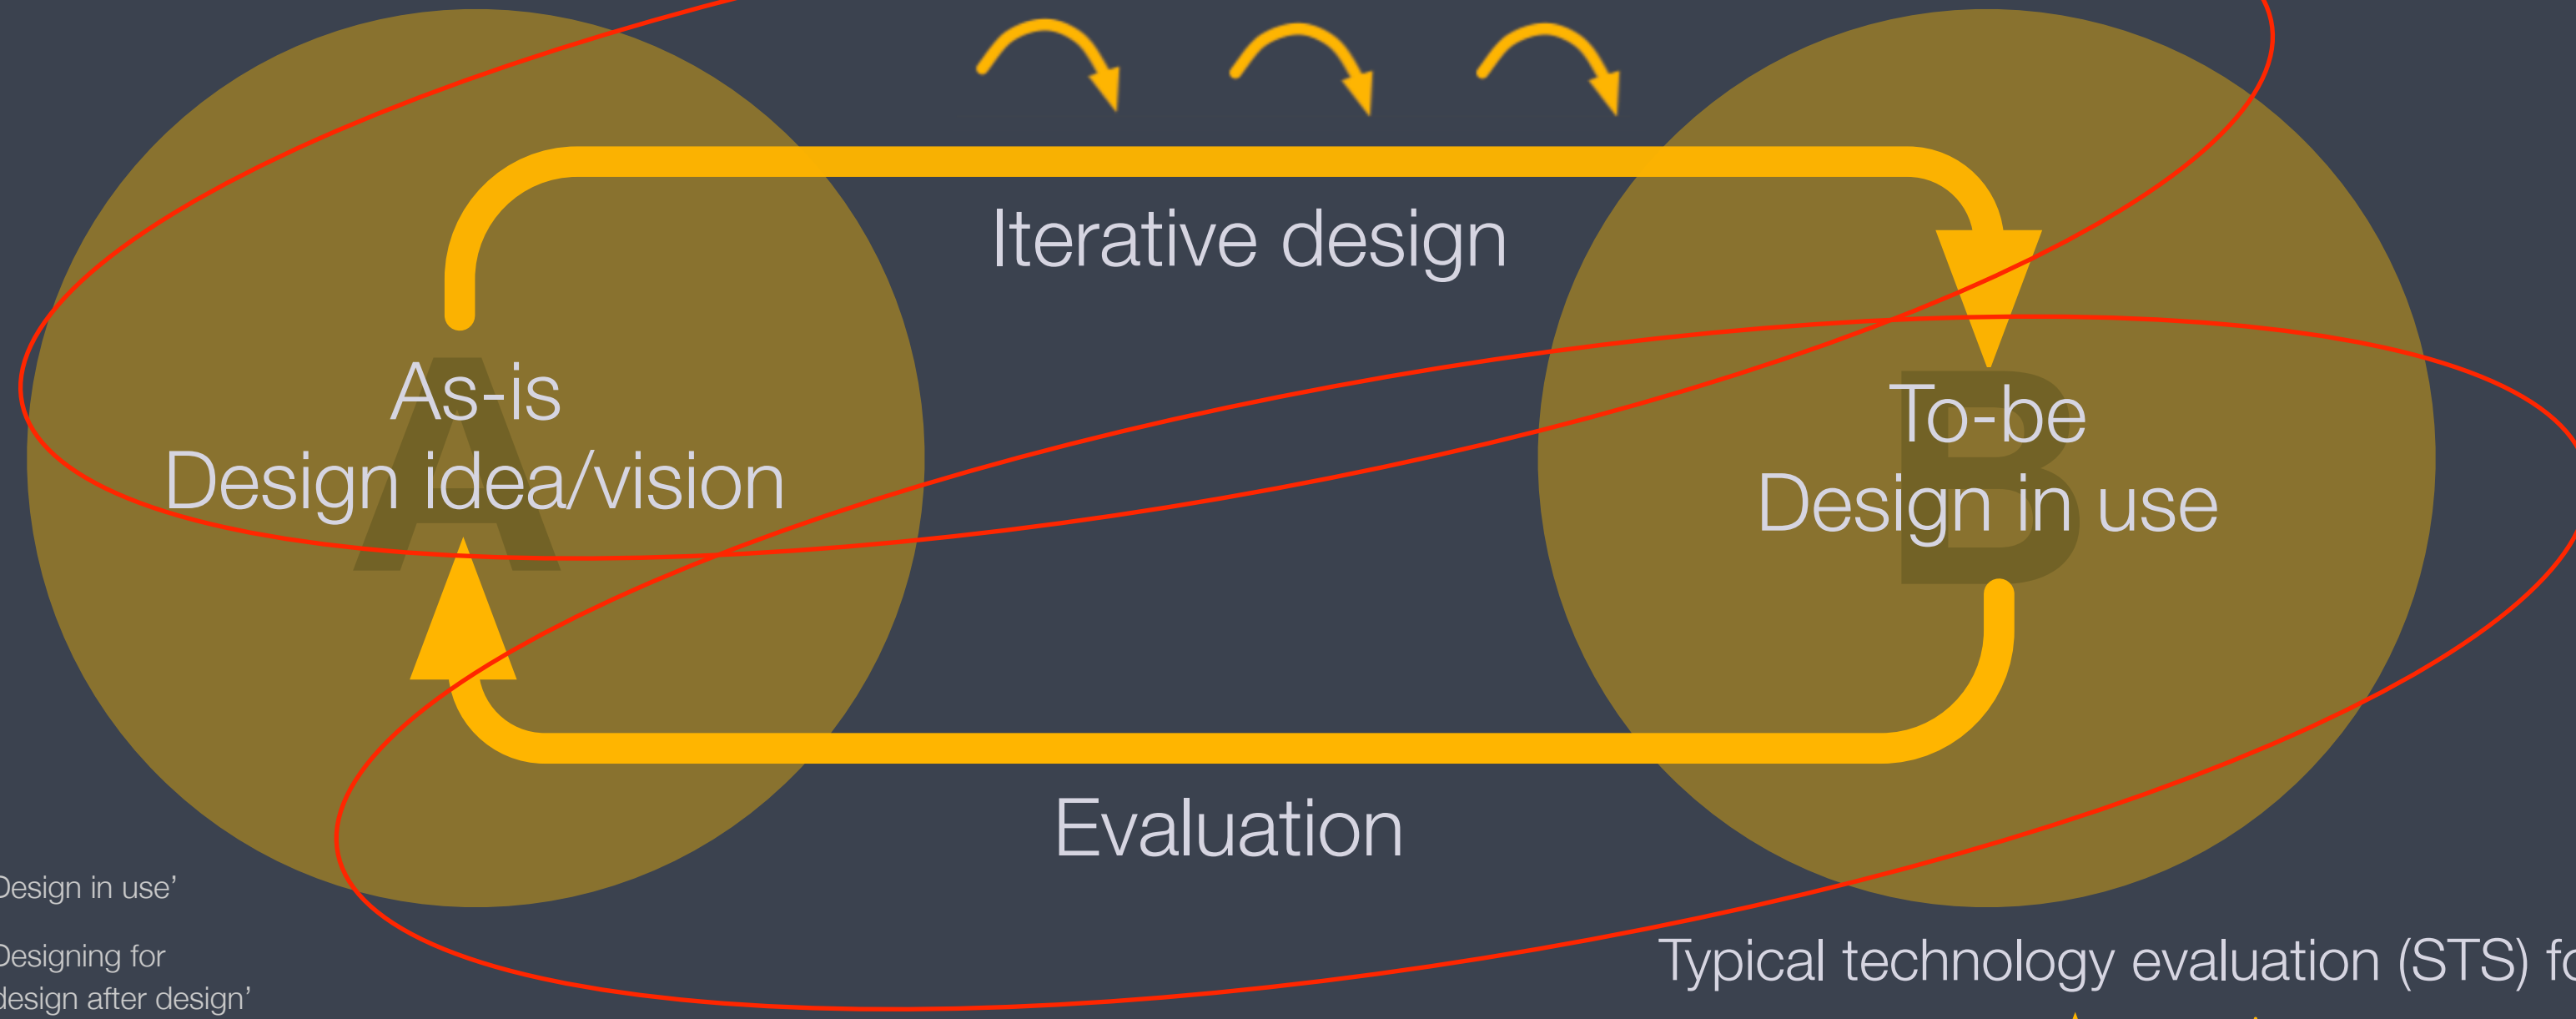 Iterative design
As-is
Design idea/vision
A
To-be
Design in use
B
Evaluation
Design in use’
Designing for
design after design’
Typical technology evaluation (STS) fo